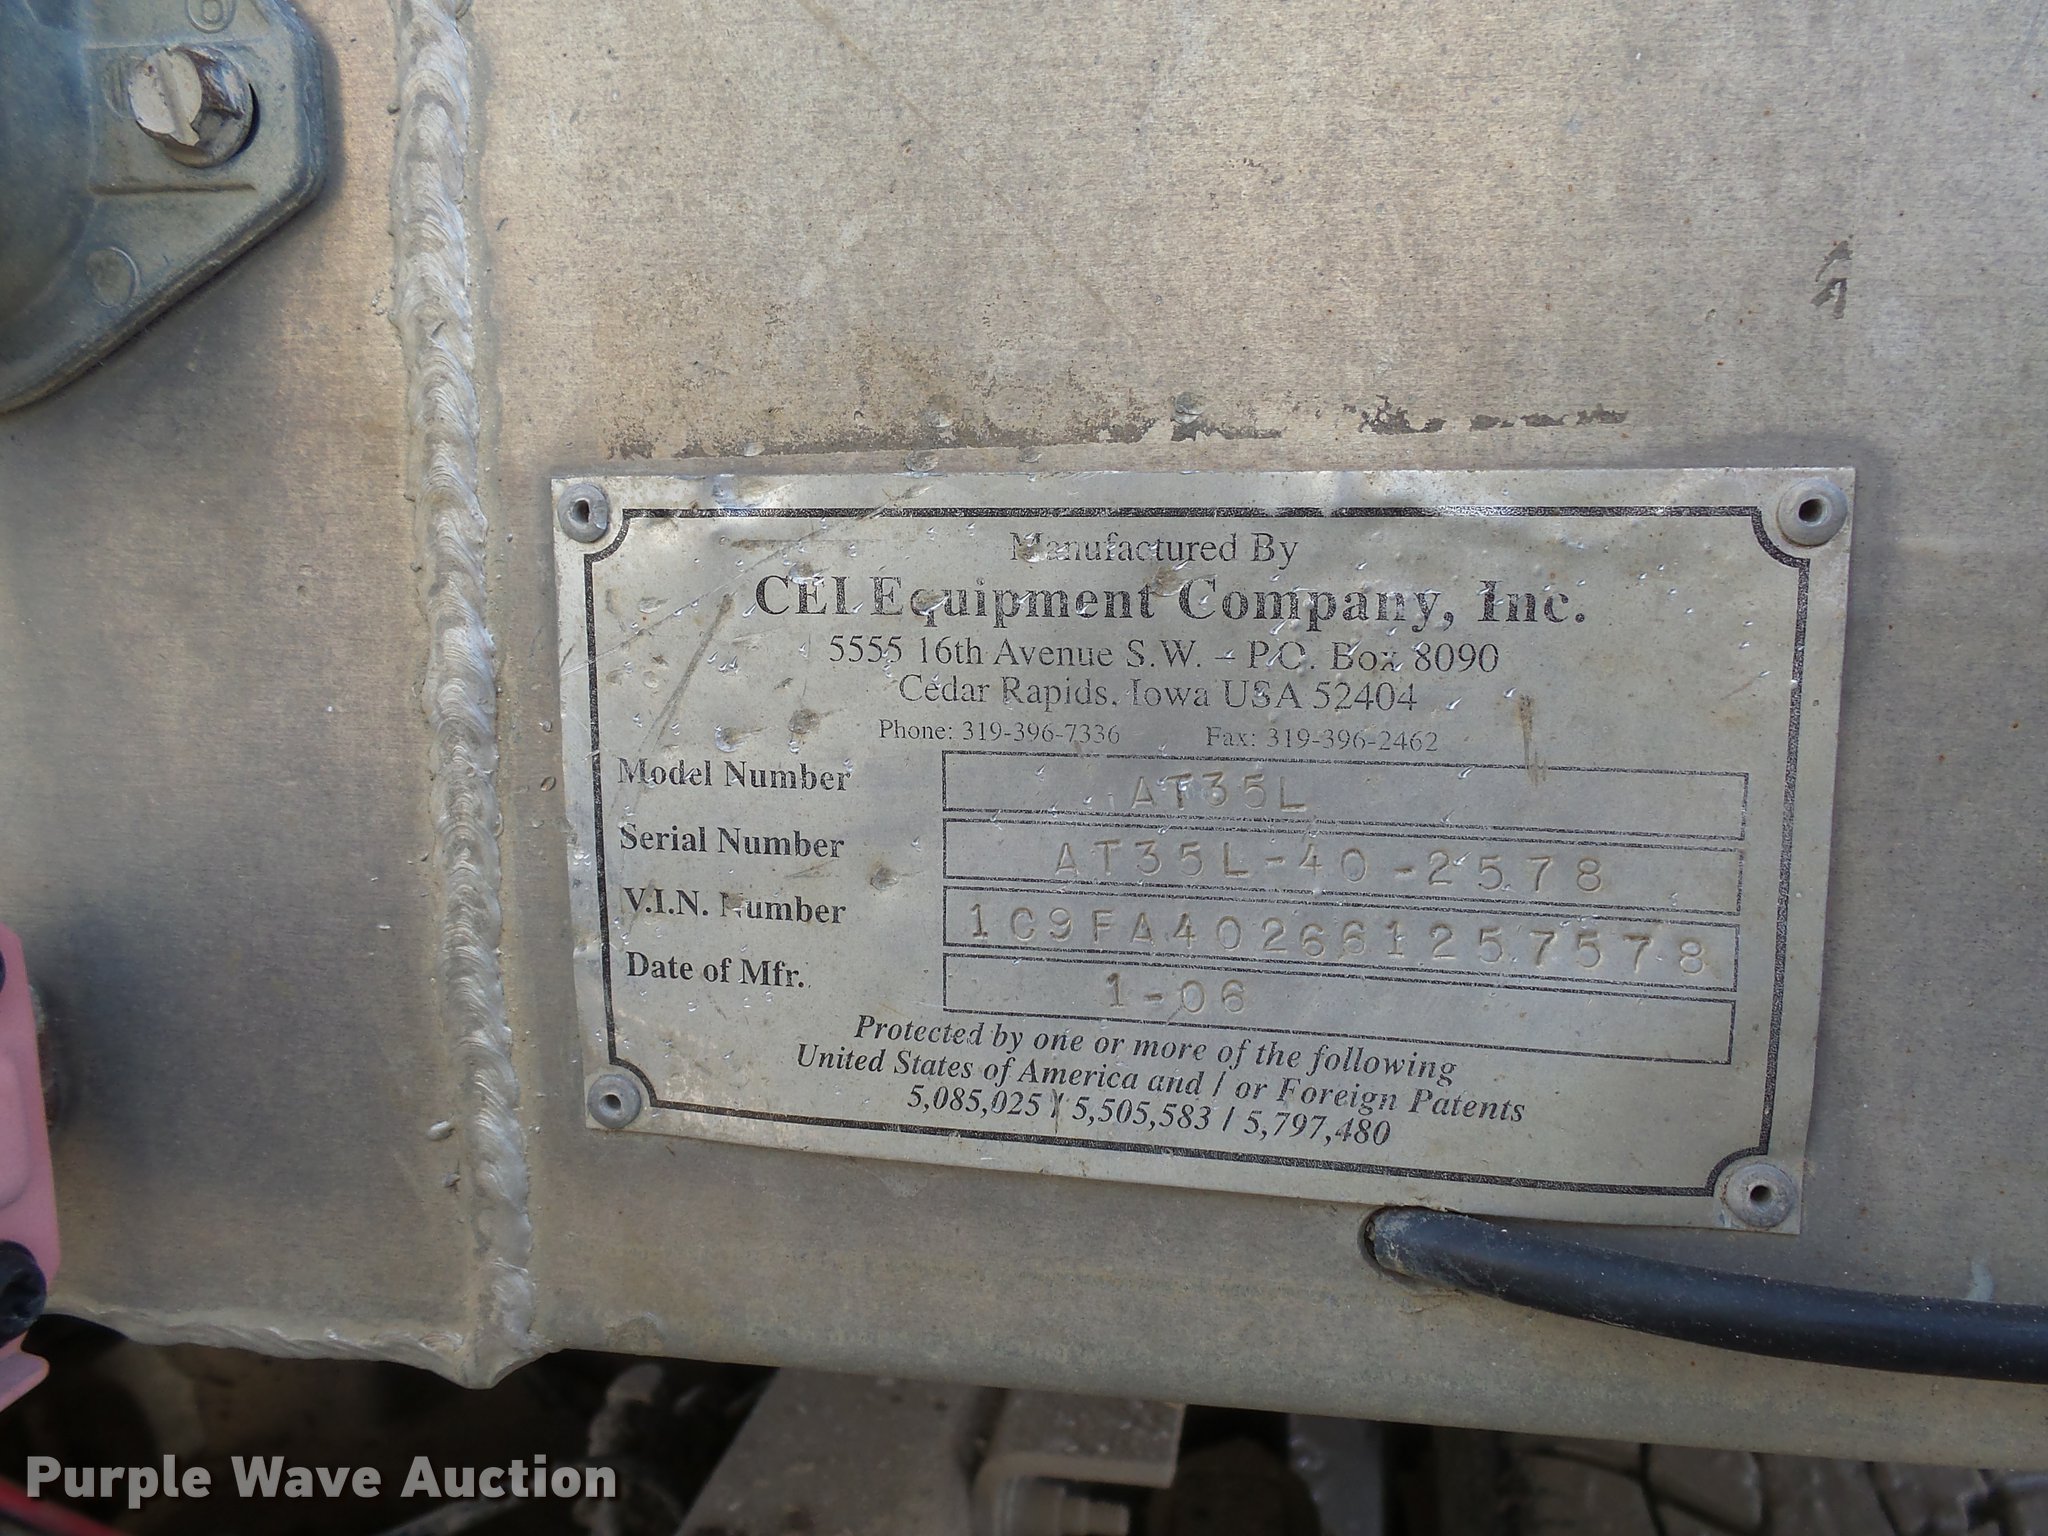 Manufactured By
CEI Equipment Company, Inc.
5555 16th Avenue S.W. – P.O. Box 8090
Cedar Rapids, Iowa USA 52404
Phone: 319-396-7336 Fax: 319-396-2462
Model Number AT35L
Serial Number AT35L-40-2578
V.I.N. Number 1C9FA402661257578
Date of Mfr. 1-06
Protected by one or more of the following
United States of America and / or Foreign Patents
5,085,025 / 5,505,583 / 5,797,480
Purple Wave Auction